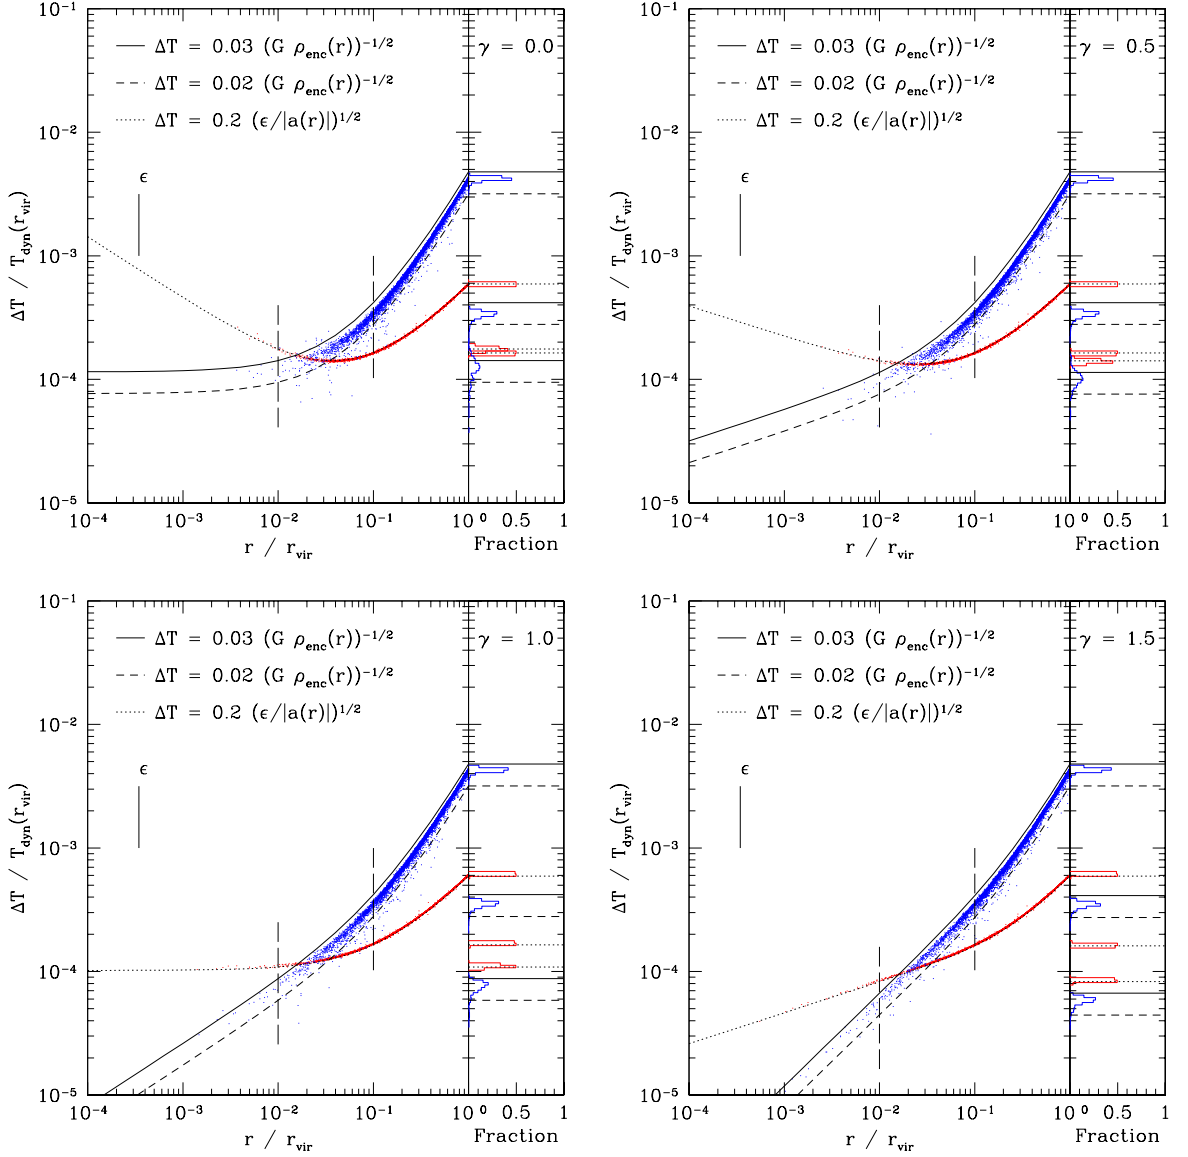 ΔT = 0.03 (G ρenc(r))^-1/2
ΔT = 0.02 (G ρenc(r))^-1/2
ΔT = 0.2 (ϵ/|a(r)|)^1/2
γ = 0.0
ϵ
ΔT / Tdyn(rvir)
10^-1
10^-2
10^-3
10^-4
10^-5
10^-4 10^-3 10^-2 10^-1 10^0 0.5 1
r / rvir
Fraction
ΔT = 0.03 (G ρenc(r))^-1/2
ΔT = 0.02 (G ρenc(r))^-1/2
ΔT = 0.2 (ϵ/|a(r)|)^1/2
γ = 0.5
ϵ
ΔT / Tdyn(rvir)
10^-1
10^-2
10^-3
10^-4
10^-5
10^-4 10^-3 10^-2 10^-1 10^0 0.5 1
r / rvir
Fraction
ΔT = 0.03 (G ρenc(r))^-1/2
ΔT = 0.02 (G ρenc(r))^-1/2
ΔT = 0.2 (ϵ/|a(r)|)^1/2
γ = 1.0
ϵ
ΔT / Tdyn(rvir)
10^-1
10^-2
10^-3
10^-4
10^-5
10^-4 10^-3 10^-2 10^-1 10^0 0.5 1
r / rvir
Fraction
ΔT = 0.03 (G ρenc(r))^-1/2
ΔT = 0.02 (G ρenc(r))^-1/2
ΔT = 0.2 (ϵ/|a(r)|)^1/2
γ = 1.5
ϵ
ΔT / Tdyn(rvir)
10^-1
10^-2
10^-3
10^-4
10^-5
10^-4 10^-3 10^-2 10^-1 10^0 0.5 1
r / rvir
Fraction